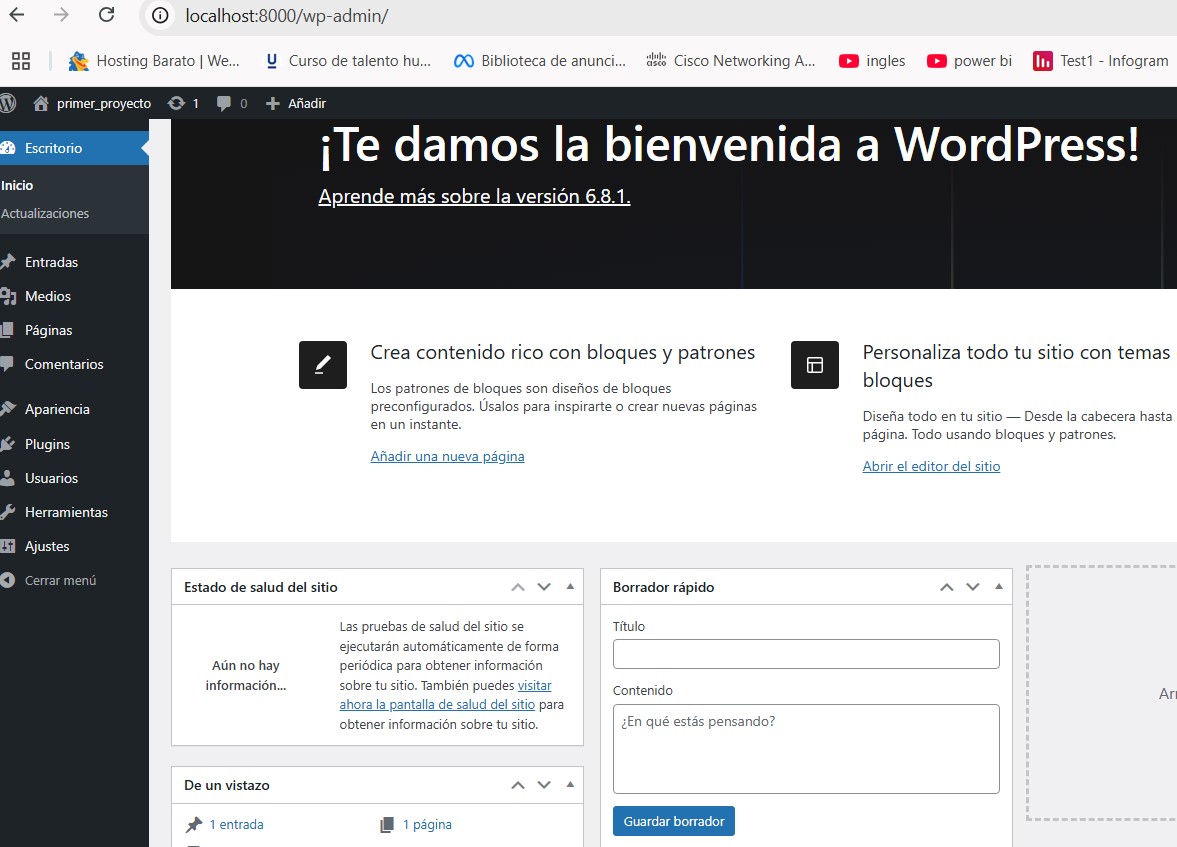 localhost:8000/wp-admin/
Hosting Barato | We...
Curso de talento hu...
Biblioteca de anunci...
Cisco Networking A...
ingles
power bi
Test1 - Infogram
primer_proyecto
1
0
Añadir
Escritorio
Inicio
Actualizaciones
Entradas
Medios
Páginas
Comentarios
Apariencia
Plugins
Usuarios
Herramientas
Ajustes
Cerrar menú
¡Te damos la bienvenida a WordPress!
Aprende más sobre la versión 6.8.1.
Crea contenido rico con bloques y patrones
Los patrones de bloques son diseños de bloques
preconfigurados. Úsalos para inspirarte o crear nuevas páginas
en un instante.
Añadir una nueva página
Personaliza todo tu sitio con temas
bloques
Diseña todo en tu sitio — Desde la cabecera hasta
página. Todo usando bloques y patrones.
Abrir el editor del sitio
Estado de salud del sitio
Aún no hay
información...
Las pruebas de salud del sitio se
ejecutarán automáticamente de forma
periódica para obtener información
sobre tu sitio. También puedes visitar
ahora la pantalla de salud del sitio para
obtener información sobre tu sitio.
De un vistazo
1 entrada
1 página
Borrador rápido
Título
Contenido
¿En qué estás pensando?
Guardar borrador